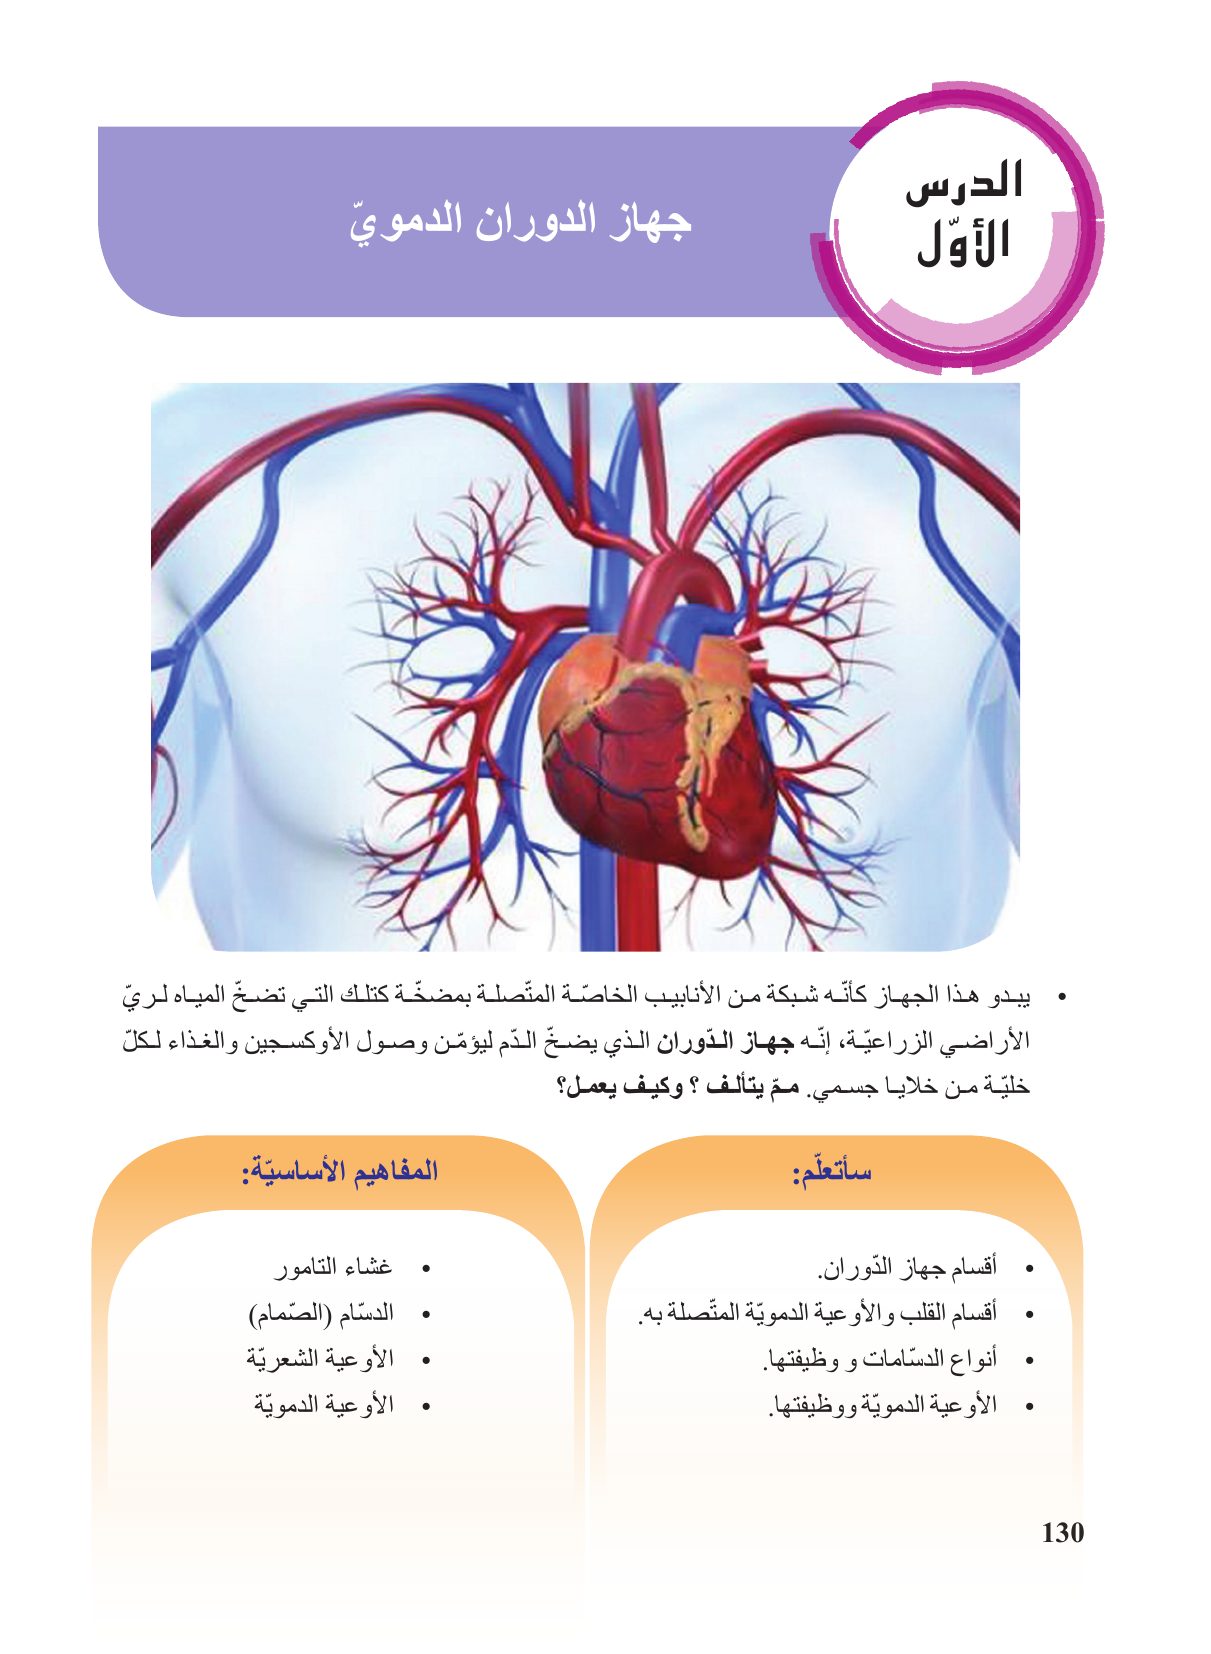 الدرس
الأوّل
جهاز الدوران الدمويّ
• يبدو هذا الجهاز كأنّه شبكة من الأنابيب الخاصّة المتّصلة بمضخّة كتلك التي تضخّ المياه لريّ
الأراضي الزراعيّة، إنّه جهاز الدّوران الذي يضخّ الدّم ليؤمّن وصول الأوكسجين والغذاء لكلّ
خليّة من خلايا جسمي. ممّ يتألف ؟ وكيف يعمل؟
سأتعلّم:
• أقسام جهاز الدّوران.
• أقسام القلب والأوعية الدمويّة المتّصلة به.
• أنواع الدسّامات و وظيفتها.
• الأوعية الدمويّة ووظيفتها.
المفاهيم الأساسيّة:
• غشاء التامور
• الدسّام (الصّمام)
• الأوعية الشعريّة
• الأوعية الدمويّة
130